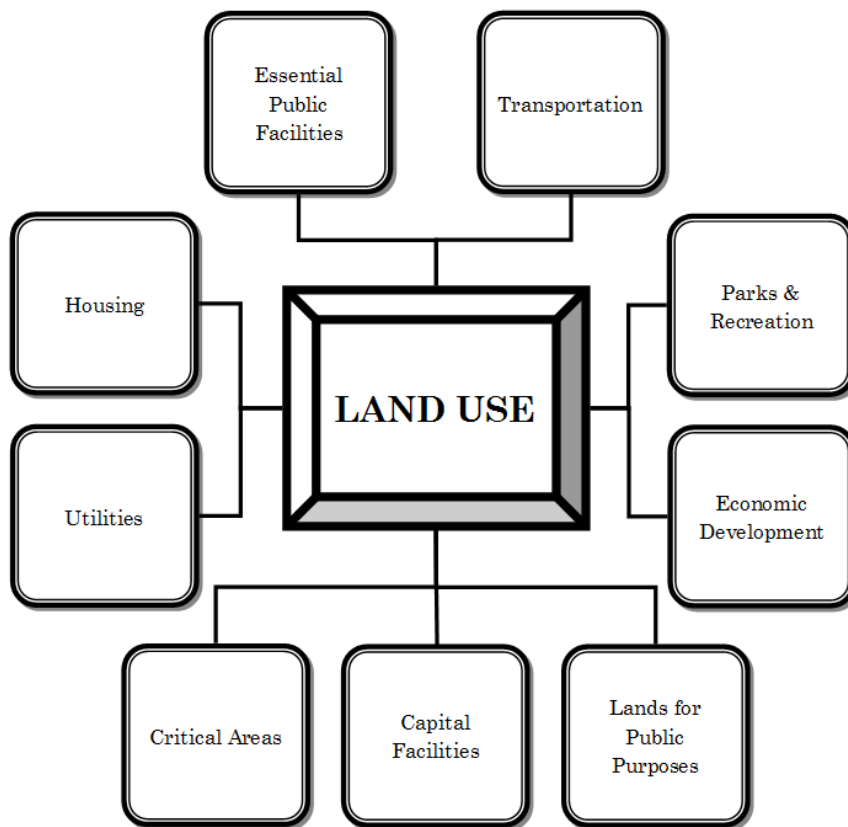 Essential
Public
Facilities
Transportation
Housing
Parks &
Recreation
LAND USE
Utilities
Economic
Development
Critical Areas
Capital
Facilities
Lands for
Public
Purposes